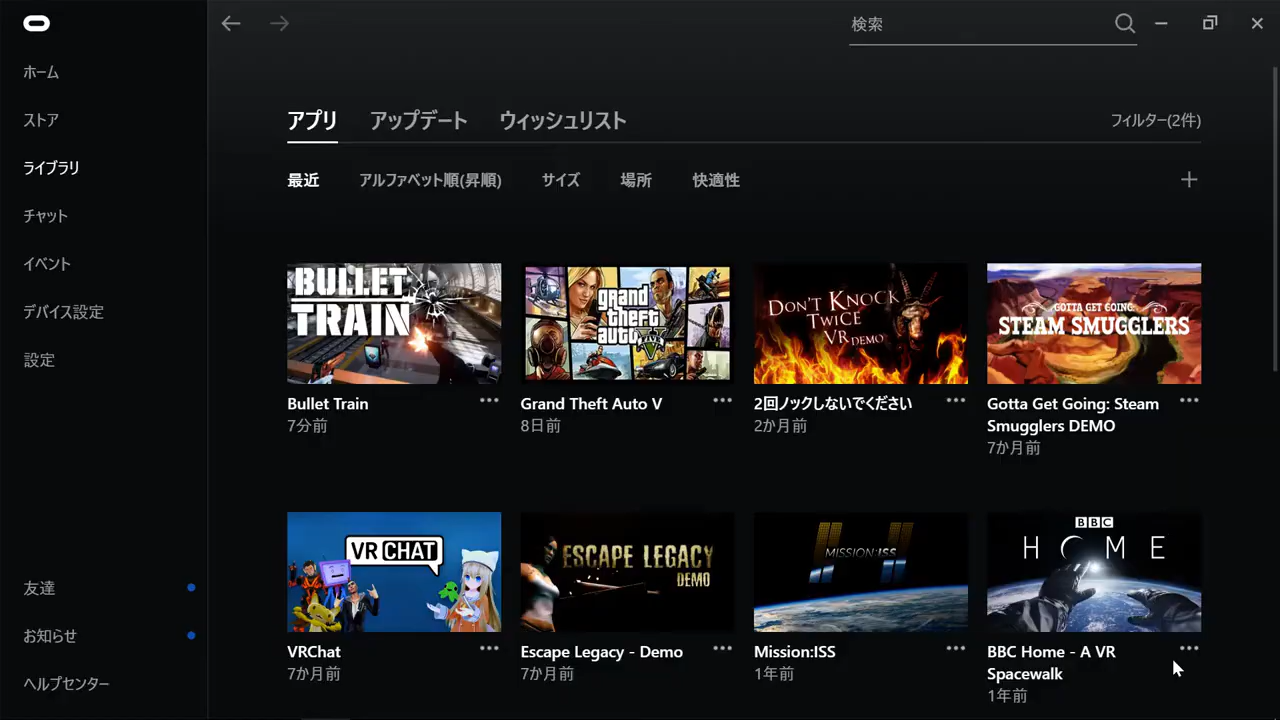 検索
ホーム
ストア
ライブラリ
チャット
イベント
デバイス設定
設定
友達
お知らせ
ヘルプセンター
アプリ
アップデート
ウィッシュリスト
フィルター(2件)
最近
アルファベット順(昇順)
サイズ
場所
快適性
BULLET
TRAIN
Bullet Train
7分前
grand
theft
auto
V
Grand Theft Auto V
8日前
DON'T KNOCK
TWICE
VR DEMO
2回ノックしないでください
2か月前
GOTTA GET GOING:
STEAM SMUGGLERS
Gotta Get Going: Steam
Smugglers DEMO
7か月前
VRCHAT
VRChat
7か月前
ESCAPE LEGACY
DEMO
Escape Legacy - Demo
7か月前
MISSION:ISS
Mission:ISS
1年前
BBC
HOME
BBC Home - A VR
Spacewalk
1年前